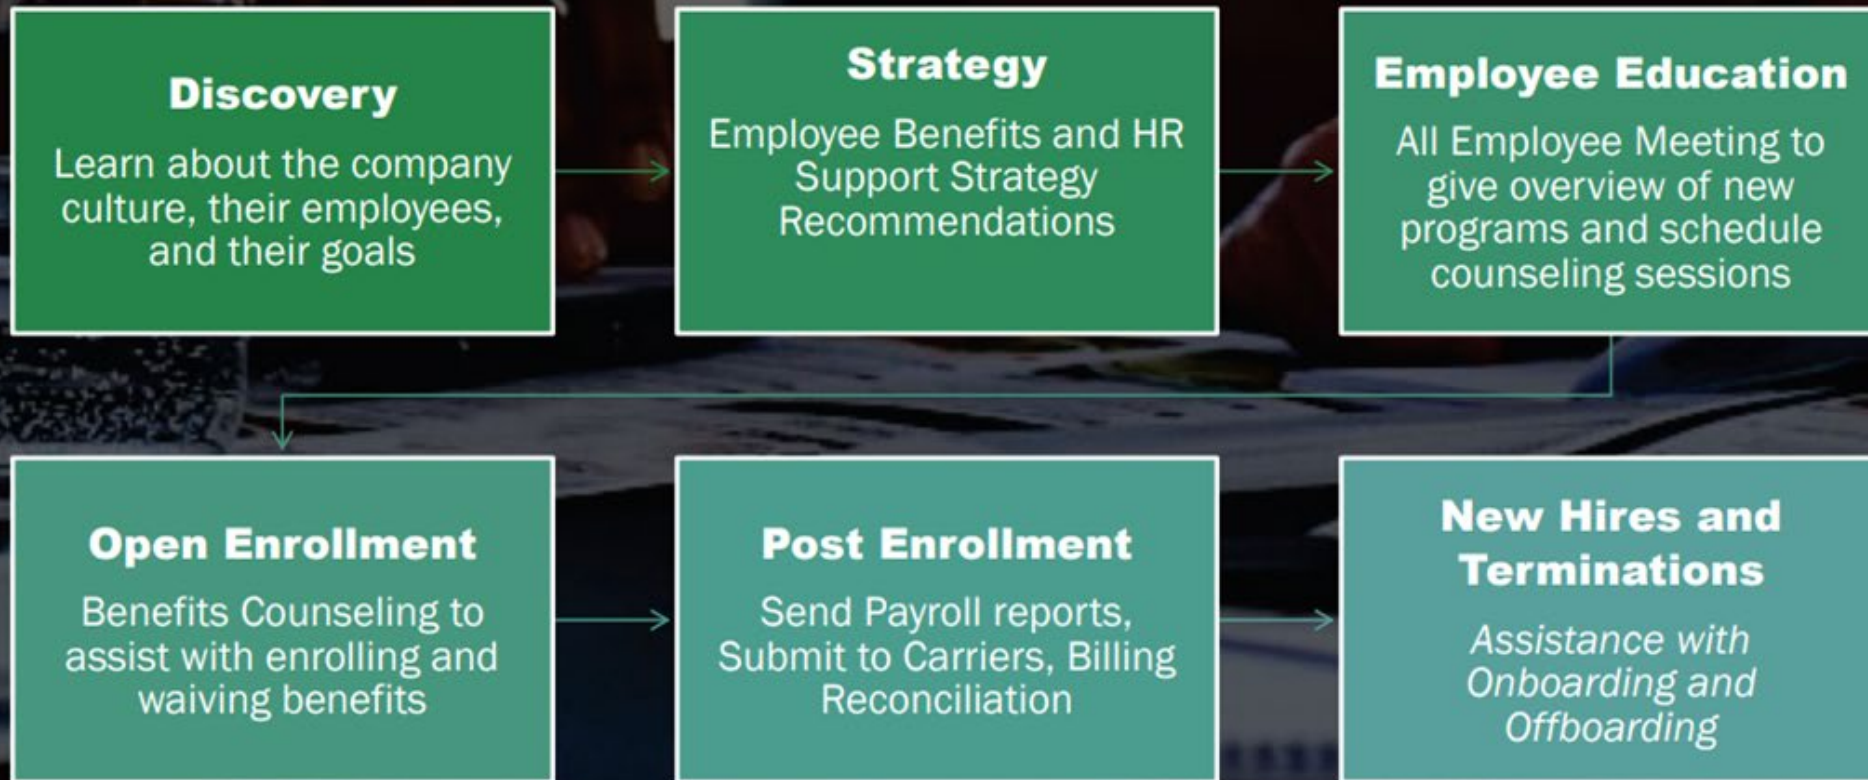 Discovery
Learn about the company
culture, their employees,
and their goals
Strategy
Employee Benefits and HR
Support Strategy
Recommendations
Employee Education
All Employee Meeting to
give overview of new
programs and schedule
counseling sessions
Open Enrollment
Benefits Counseling to
assist with enrolling and
waiving benefits
Post Enrollment
Send Payroll reports,
Submit to Carriers, Billing
Reconciliation
New Hires and
Terminations
Assistance with
Onboarding and
Offboarding